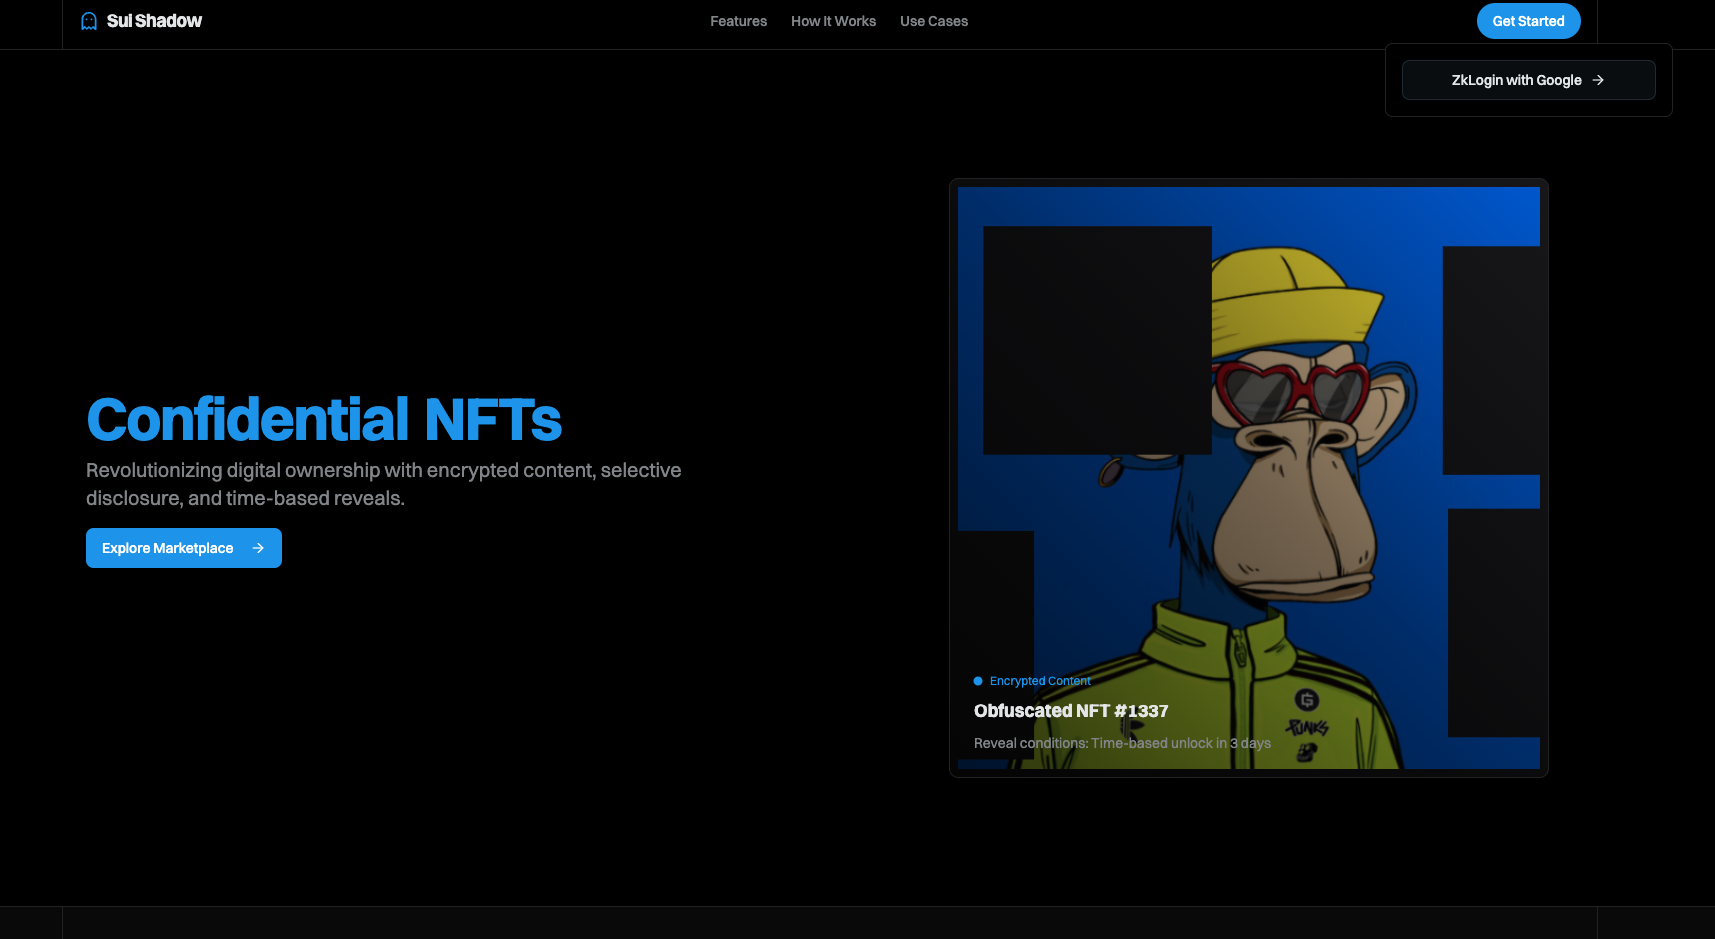 Sui Shadow
Features
How It Works
Use Cases
Get Started
ZkLogin with Google
Confidential NFTs
Revolutionizing digital ownership with encrypted content, selective
disclosure, and time-based reveals.
Explore Marketplace
Encrypted Content
Obfuscated NFT #1337
Reveal conditions: Time-based unlock in 3 days
PUNKS